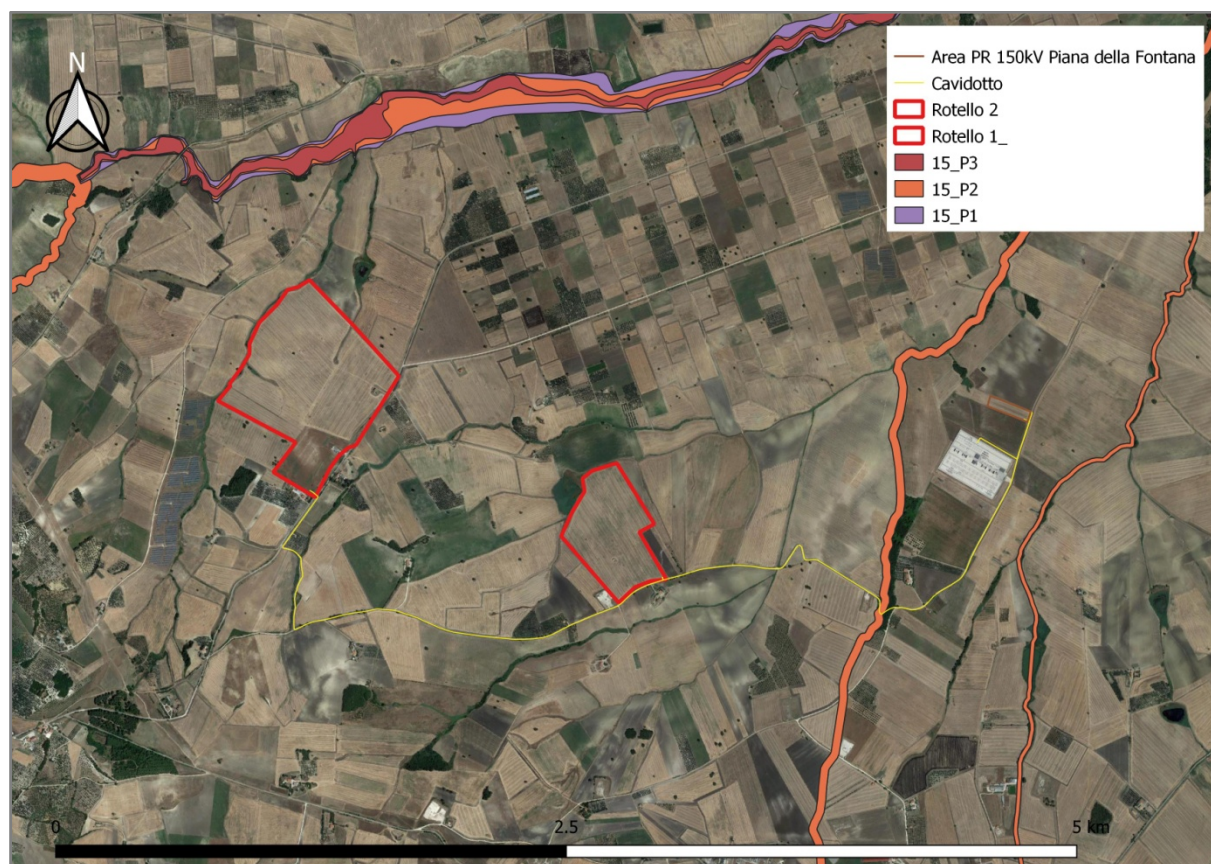 N
Area PR 150kV Piana della Fontana
Cavidotto
Rotello 2
Rotello 1_
15_P3
15_P2
15_P1
0
2.5
5 km